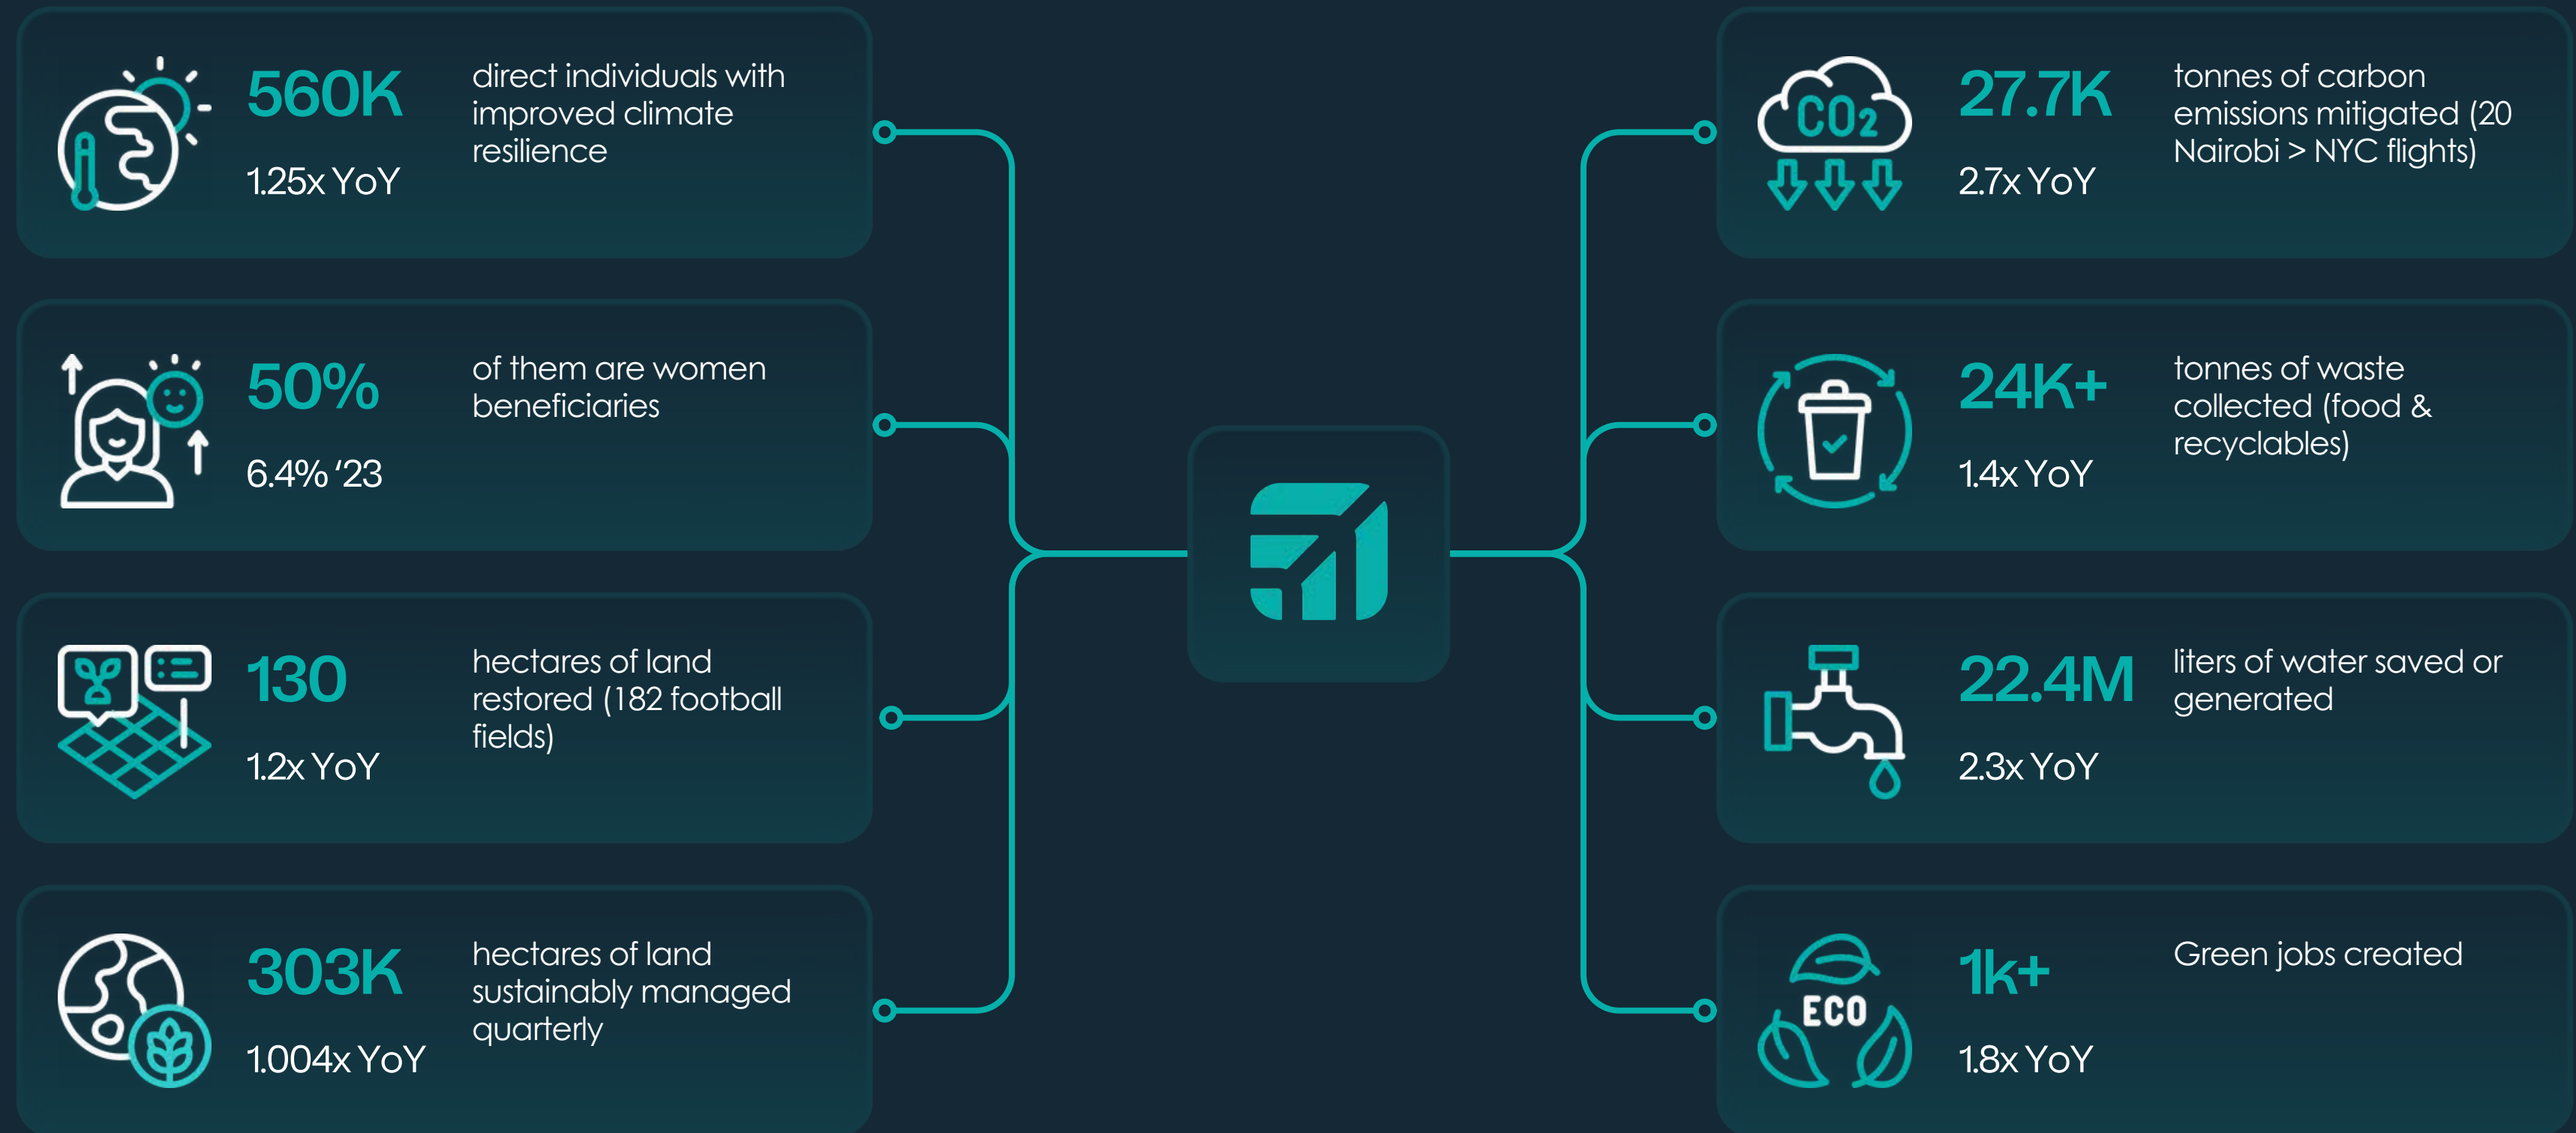 560K
1.25x YoY
direct individuals with
improved climate
resilience
50%
6.4% ‘23
of them are women
beneficiaries
130
1.2x YoY
hectares of land
restored (182 football
fields)
303K
1.004x YoY
hectares of land
sustainably managed
quarterly
CO2
27.7K
2.7x YoY
tonnes of carbon
emissions mitigated (20
Nairobi > NYC flights)
24K+
1.4x YoY
tonnes of waste
collected (food &
recyclables)
22.4M
2.3x YoY
liters of water saved or
generated
ECO
1k+
1.8x YoY
Green jobs created